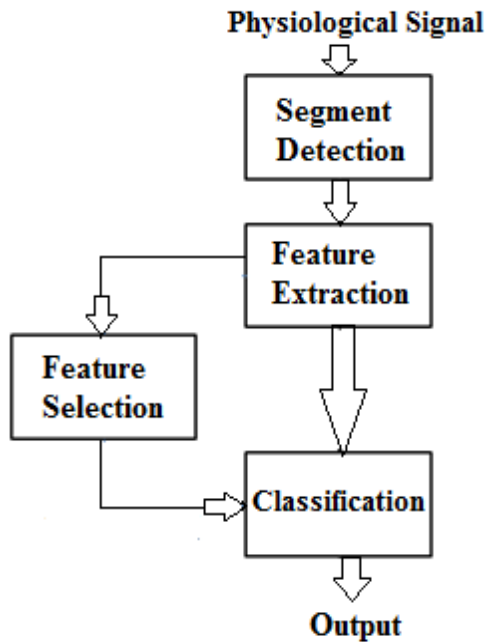 Physiological Signal
Segment
Detection
Feature
Extraction
Feature
Selection
Classification
Output